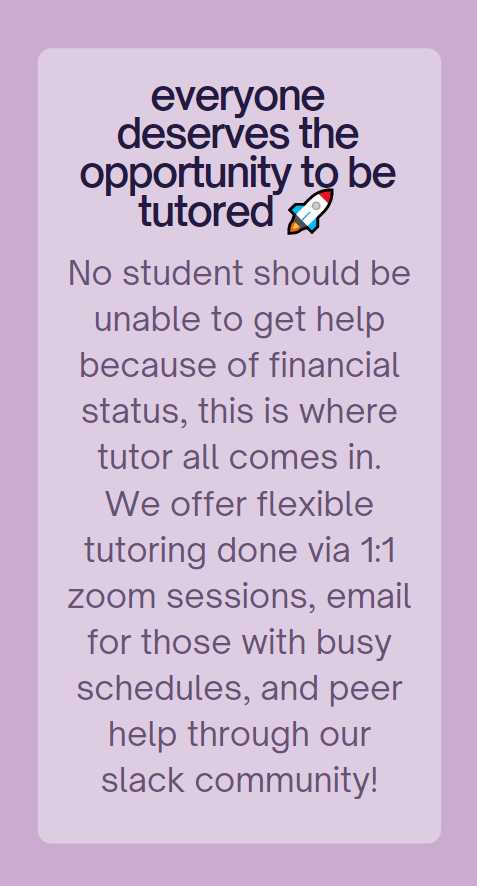 everyone
deserves the
opportunity to be
tutored 🚀
No student should be
unable to get help
because of financial
status, this is where
tutor all comes in.
We offer flexible
tutoring done via 1:1
zoom sessions, email
for those with busy
schedules, and peer
help through our
slack community!